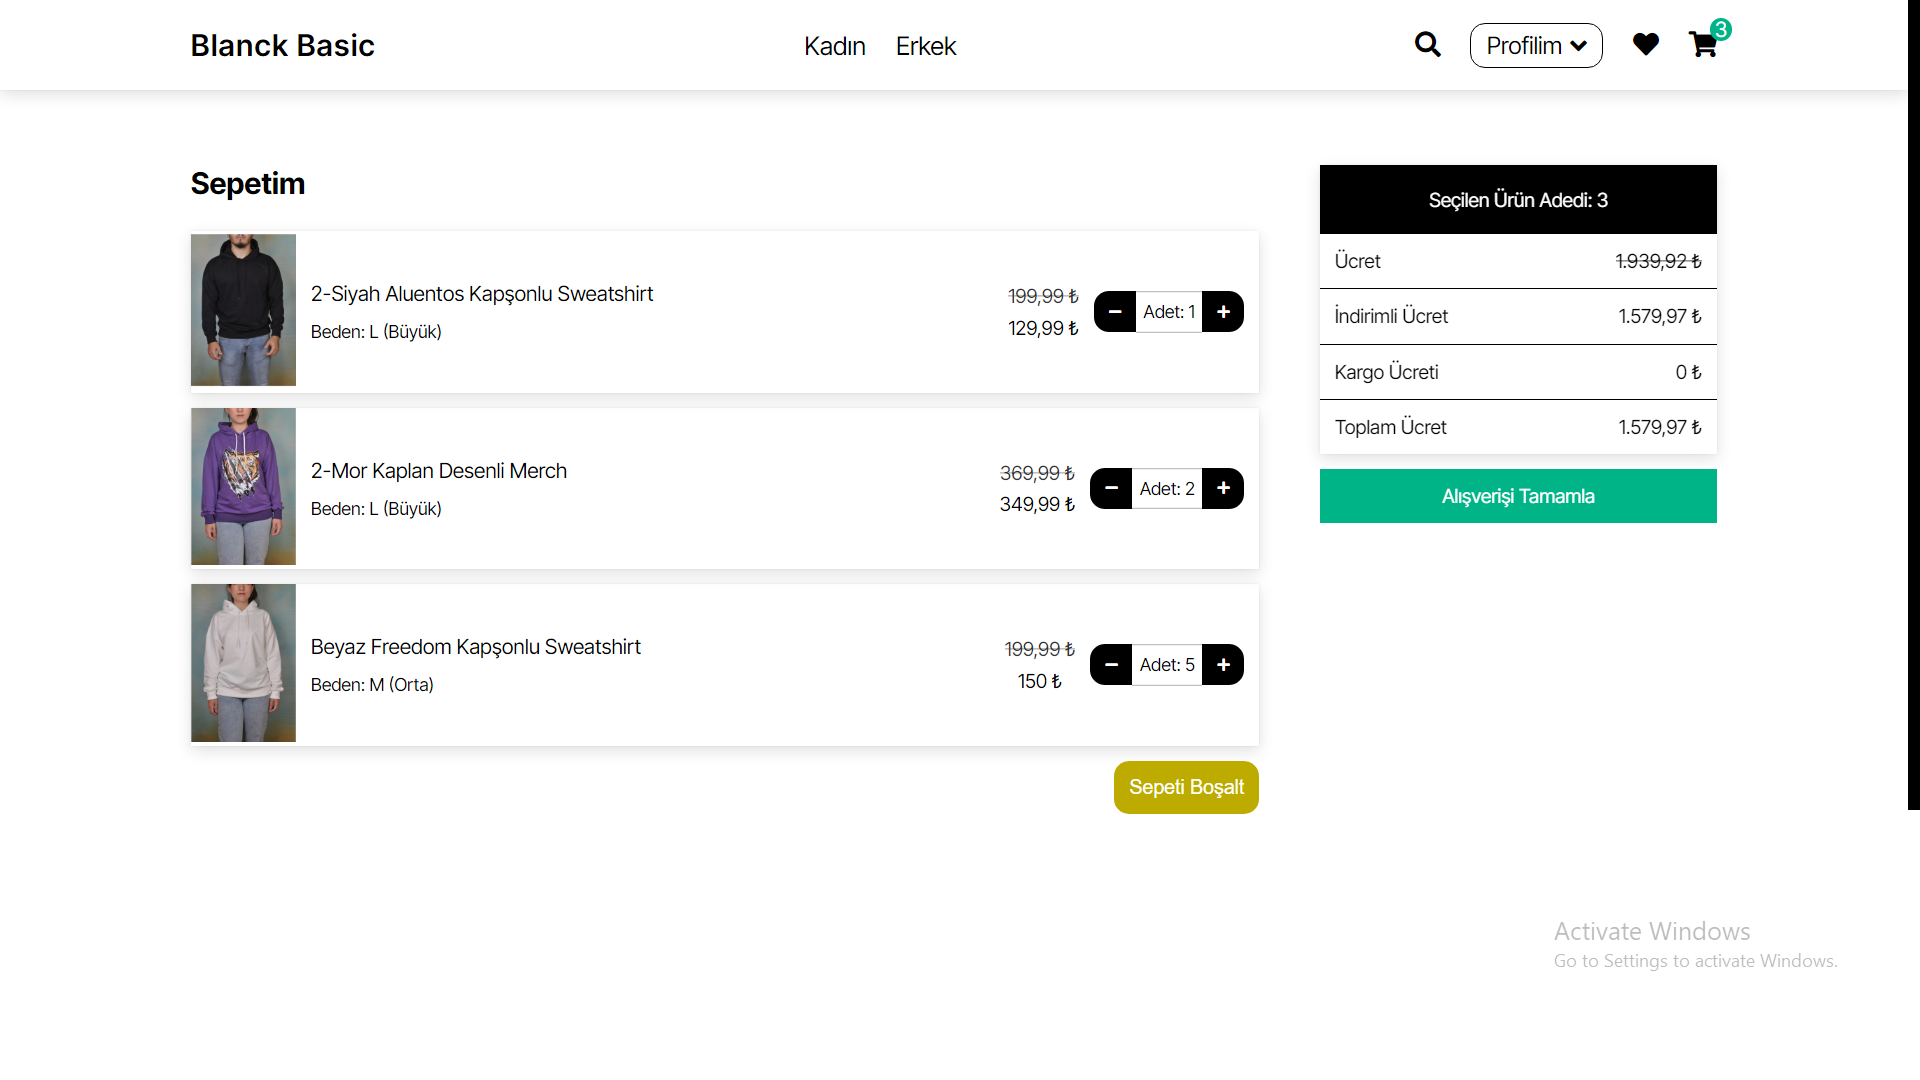 Blanck Basic
Kadın
Erkek
Profilim
3
Sepetim
2-Siyah Aluentos Kapşonlu Sweatshirt
Beden: L (Büyük)
199,99 ₺
129,99 ₺
Adet: 1
2-Mor Kaplan Desenli Merch
Beden: L (Büyük)
369,99 ₺
349,99 ₺
Adet: 2
Beyaz Freedom Kapşonlu Sweatshirt
Beden: M (Orta)
199,99 ₺
150 ₺
Adet: 5
Sepeti Boşalt
Seçilen Ürün Adedi: 3
Ücret 1.939,92 ₺
İndirimli Ücret 1.579,97 ₺
Kargo Ücreti 0 ₺
Toplam Ücret 1.579,97 ₺
Alışverişi Tamamla
Activate Windows
Go to Settings to activate Windows.